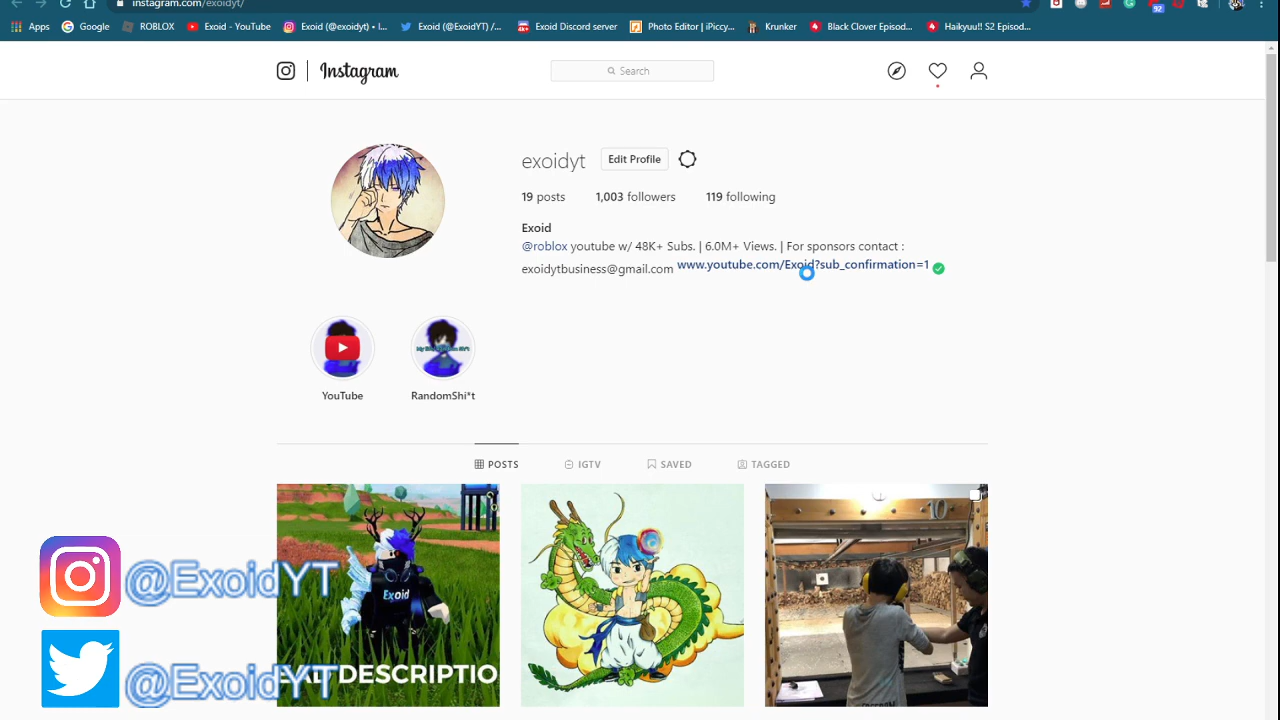 instagram.com/exoidyt/
Apps Google ROBLOX Exoid - YouTube Exoid (@exoidyt) • I... Exoid (@ExoidYT) /... Exoid Discord server Photo Editor | iPiccy... Krunker Black Clover Episod... Haikyuu!! S2 Episod...
92
Instagram
Search
exoidyt Edit Profile
19 posts 1,003 followers 119 following
Exoid
@roblox youtube w/ 48K+ Subs. | 6.0M+ Views. | For sponsors contact :
exoidytbusiness@gmail.com www.youtube.com/Exoid?sub_confirmation=1
YouTube RandomShi*t
POSTS IGTV SAVED TAGGED
10
Exoid
@ExoidYT
EAD DESCRIPTIO
@ExoidYT